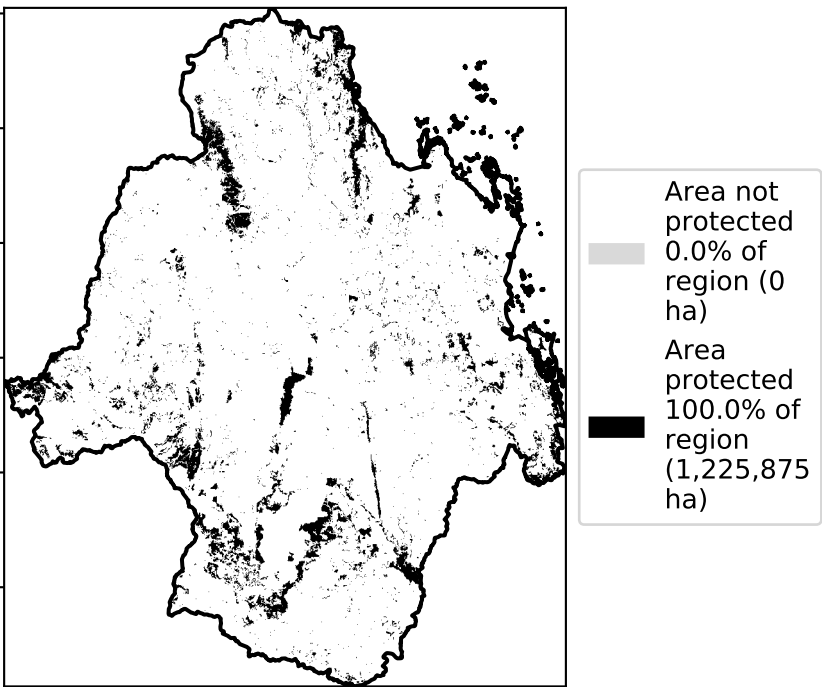 Area not
protected
0.0% of
region (0
ha)
Area
protected
100.0% of
region
(1,225,875
ha)